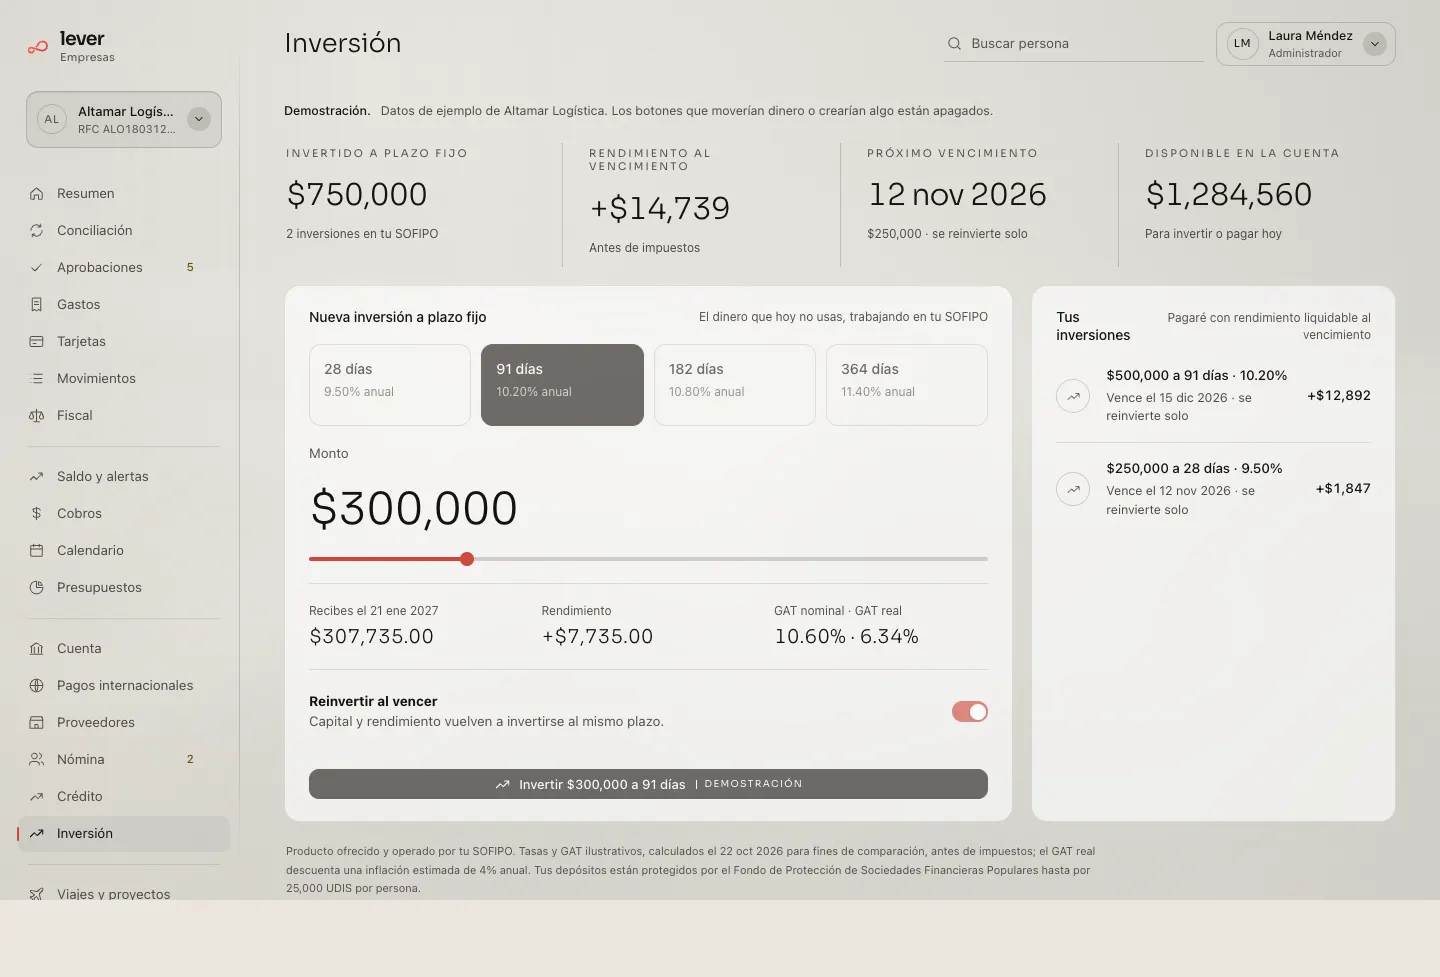 lever
Empresas
AL
Altamar Logís...
RFC ALO180312...
Resumen
Conciliación
Aprobaciones 5
Gastos
Tarjetas
Movimientos
Fiscal
Saldo y alertas
Cobros
Calendario
Presupuestos
Cuenta
Pagos internacionales
Proveedores
Nómina 2
Crédito
Inversión
Viajes y proyectos
Inversión
Buscar persona
LM
Laura Méndez
Administrador
Demostración. Datos de ejemplo de Altamar Logística. Los botones que moverían dinero o crearían algo están apagados.
INVERTIDO A PLAZO FIJO
$750,000
2 inversiones en tu SOFIPO
RENDIMIENTO AL
VENCIMIENTO
+$14,739
Antes de impuestos
PRÓXIMO VENCIMIENTO
12 nov 2026
$250,000 · se reinvierte solo
DISPONIBLE EN LA CUENTA
$1,284,560
Para invertir o pagar hoy
Nueva inversión a plazo fijo
El dinero que hoy no usas, trabajando en tu SOFIPO
28 días
9.50% anual
91 días
10.20% anual
182 días
10.80% anual
364 días
11.40% anual
Monto
$300,000
Recibes el 21 ene 2027
$307,735.00
Rendimiento
+$7,735.00
GAT nominal · GAT real
10.60% · 6.34%
Reinvertir al vencer
Capital y rendimiento vuelven a invertirse al mismo plazo.
Invertir $300,000 a 91 días | DEMOSTRACIÓN
Tus
inversiones
Pagaré con rendimiento liquidable al
vencimiento
$500,000 a 91 días · 10.20%
Vence el 15 dic 2026 · se
reinvierte solo
+$12,892
$250,000 a 28 días · 9.50%
Vence el 12 nov 2026 · se
reinvierte solo
+$1,847
Producto ofrecido y operado por tu SOFIPO. Tasas y GAT ilustrativos, calculados el 22 oct 2026 para fines de comparación, antes de impuestos; el GAT real
descuenta una inflación estimada de 4% anual. Tus depósitos están protegidos por el Fondo de Protección de Sociedades Financieras Populares hasta por
25,000 UDIS por persona.